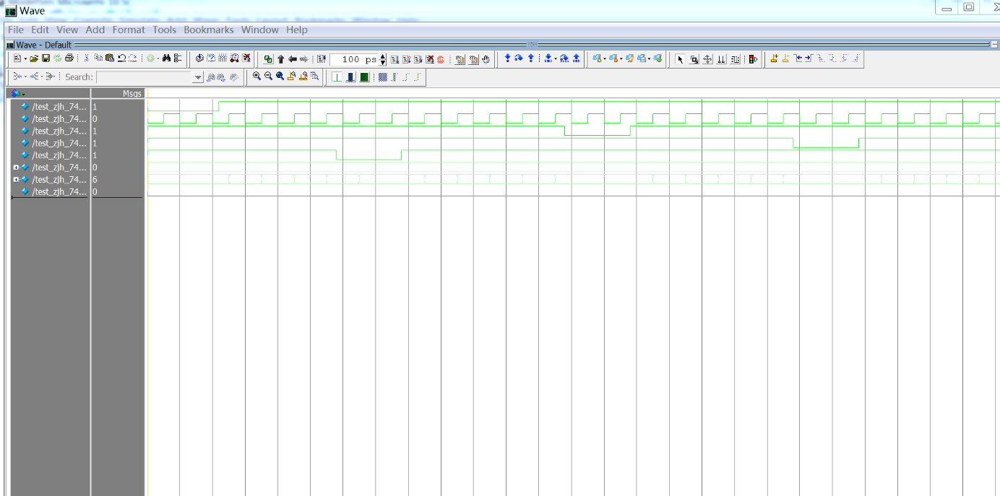 Wave
File Edit View Add Format Tools Bookmarks Window Help
Wave - Default
100 ps
Search:
Msgs
/test_zjh_74... 1
/test_zjh_74... 0
/test_zjh_74... 1
/test_zjh_74... 1
/test_zjh_74... 1
/test_zjh_74... 0
/test_zjh_74... 6
/test_zjh_74... 0